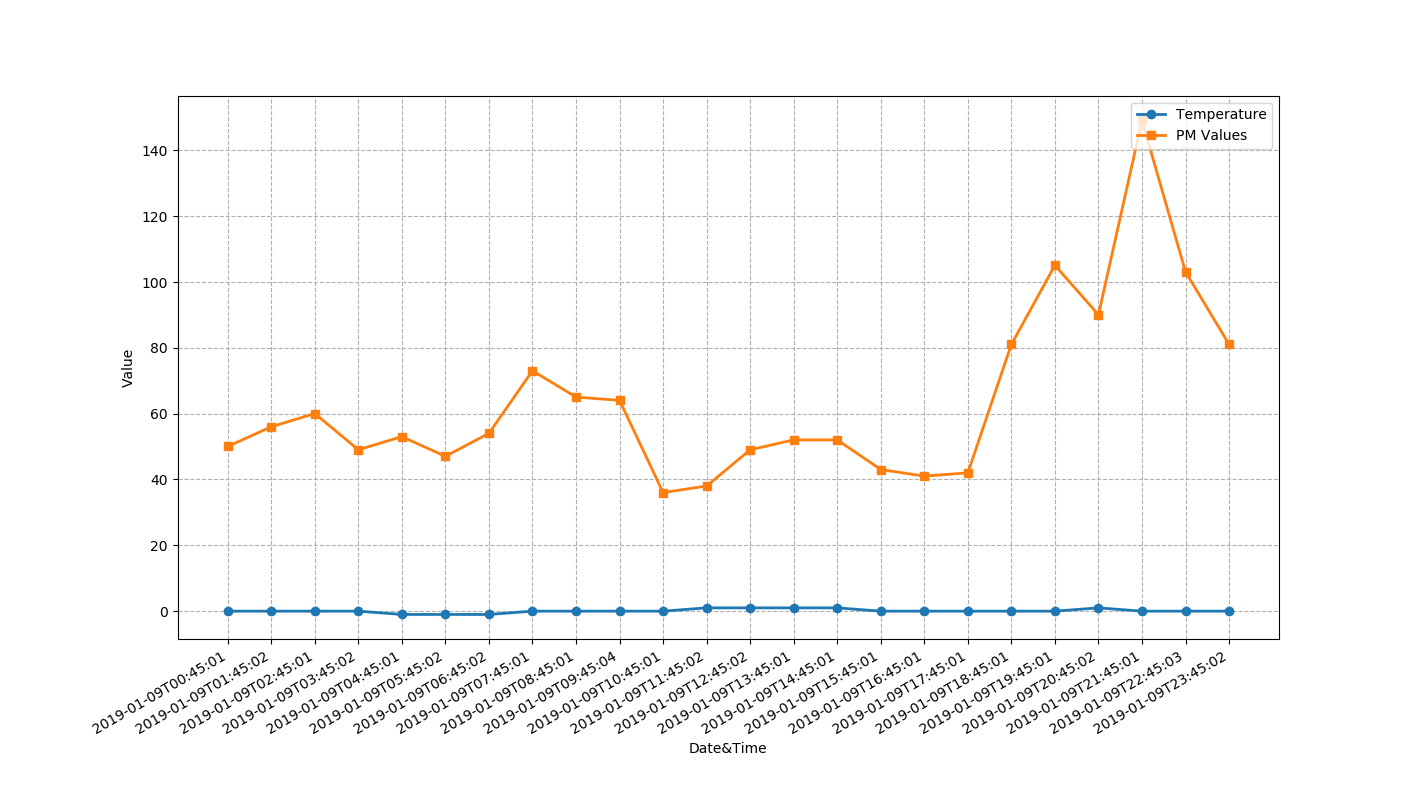 Temperature
PM Values
140
120
100
80
60
40
20
0
Value
2019-01-09T00:45:01
2019-01-09T01:45:02
2019-01-09T02:45:01
2019-01-09T03:45:02
2019-01-09T04:45:01
2019-01-09T05:45:02
2019-01-09T06:45:02
2019-01-09T07:45:01
2019-01-09T08:45:01
2019-01-09T09:45:04
2019-01-09T10:45:01
2019-01-09T11:45:02
2019-01-09T12:45:02
2019-01-09T13:45:01
2019-01-09T14:45:01
2019-01-09T15:45:01
2019-01-09T16:45:01
2019-01-09T17:45:01
2019-01-09T18:45:01
2019-01-09T19:45:01
2019-01-09T20:45:02
2019-01-09T21:45:01
2019-01-09T22:45:03
2019-01-09T23:45:02
Date&Time